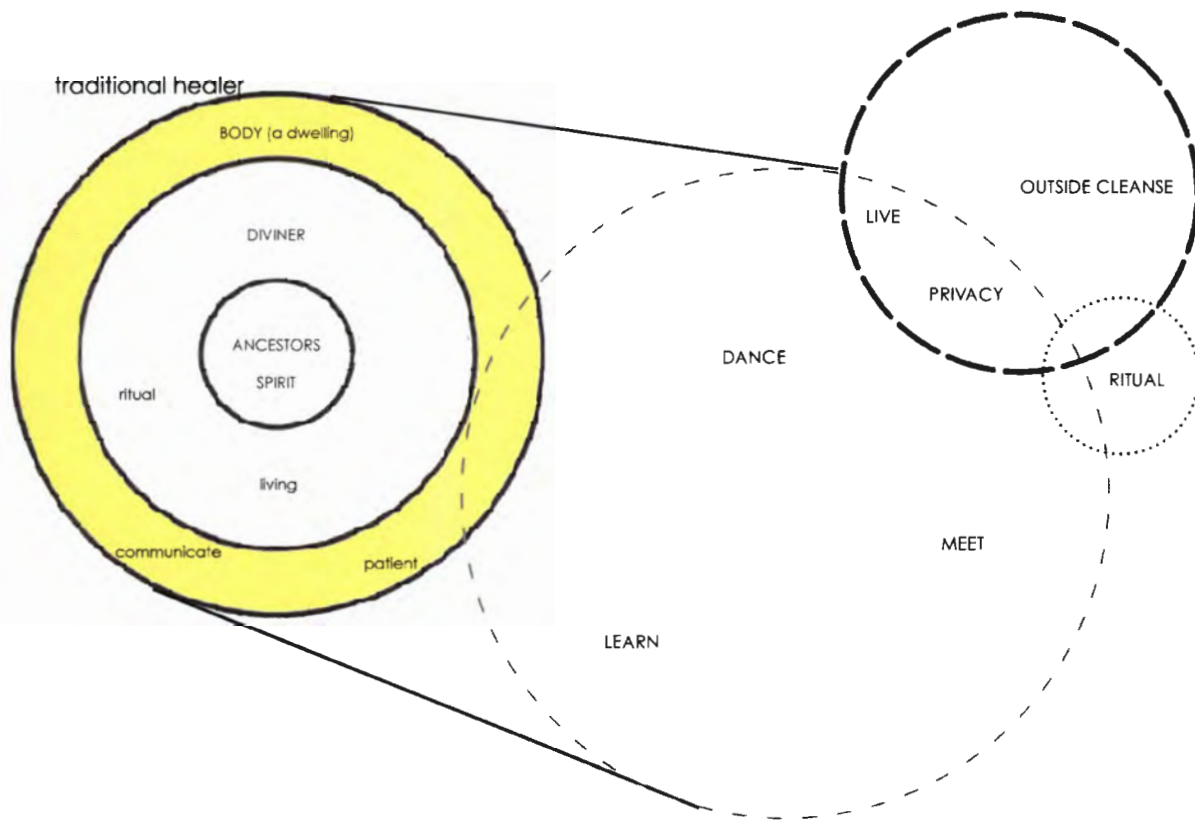 traditional healer
BODY (a dwelling)
DIVINER
ANCESTORS
SPIRIT
ritual
living
communicate
patient
OUTSIDE CLEANSE
LIVE
PRIVACY
DANCE
RITUAL
MEET
LEARN